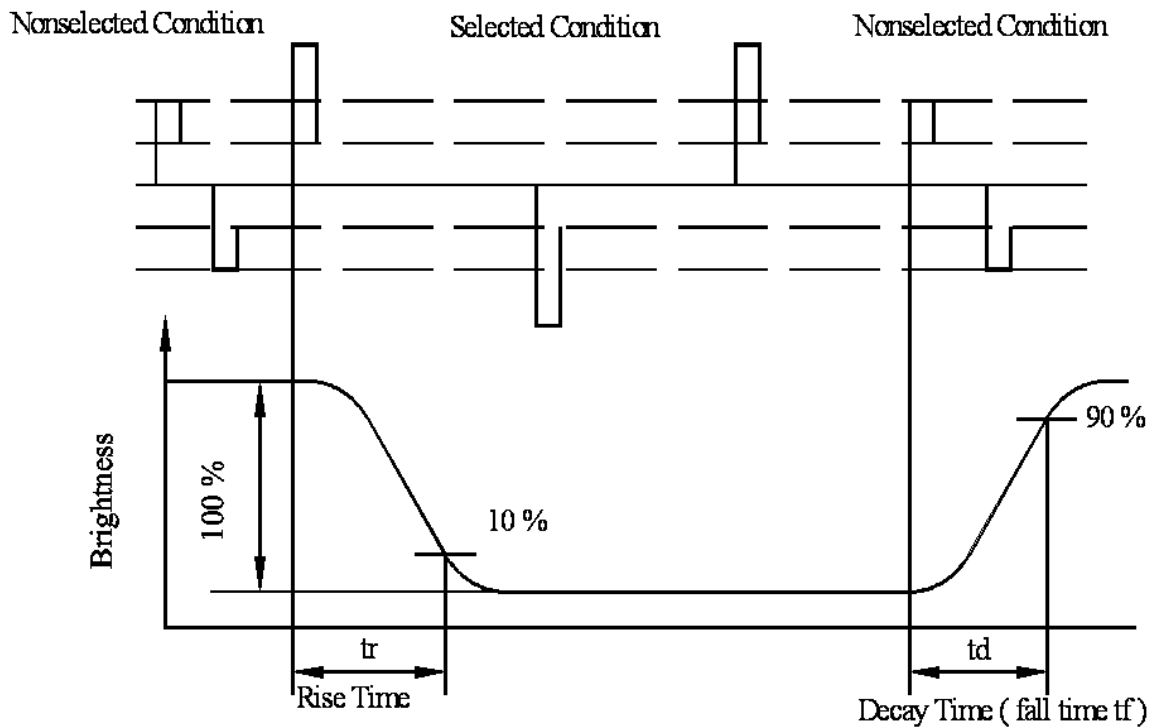 Nonselected Condition
Selected Condition
Nonselected Condition
Brightness
100 %
10 %
90 %
tr
Rise Time
td
Decay Time ( fall time tf )